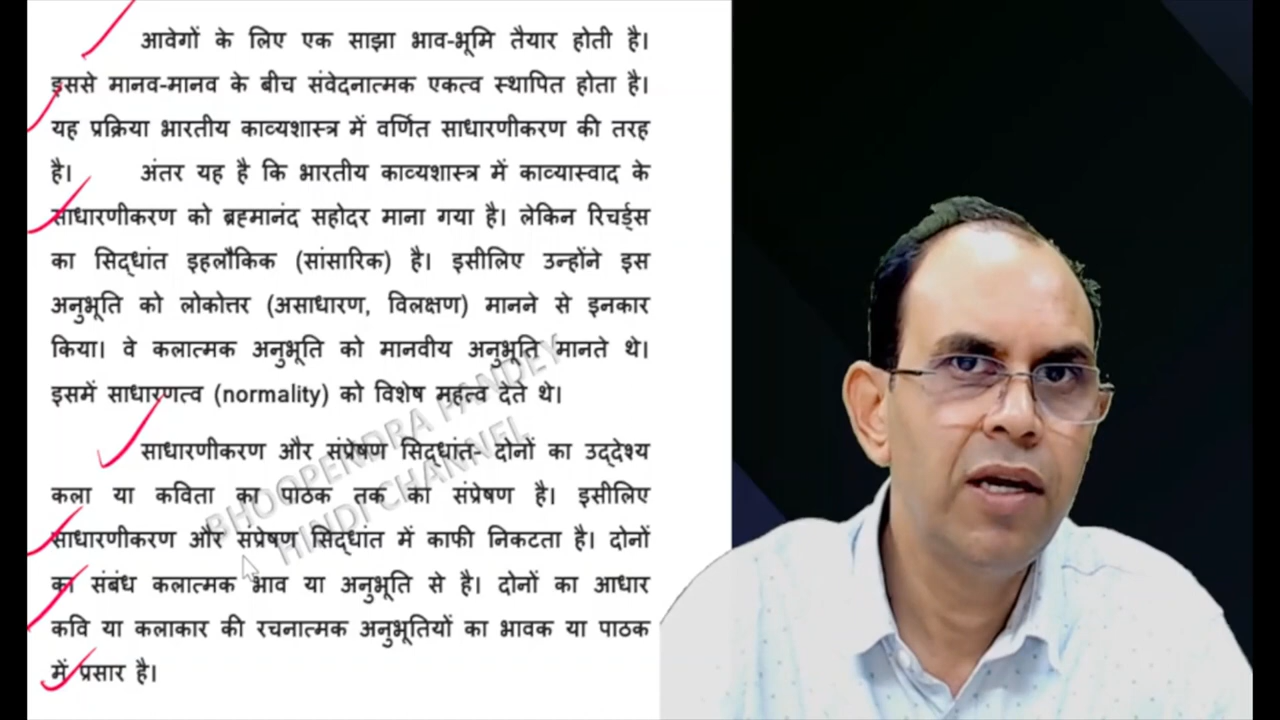 आवेगों के लिए एक साझा भाव-भूमि तैयार होती है।
इससे मानव-मानव के बीच संवेदनात्मक एकत्व स्थापित होता है।
यह प्रक्रिया भारतीय काव्यशास्त्र में वर्णित साधारणीकरण की तरह
है। अंतर यह है कि भारतीय काव्यशास्त्र में काव्यास्वाद के
साधारणीकरण को ब्रह्मानंद सहोदर माना गया है। लेकिन रिचर्ड्स
का सिद्धांत इहलौकिक (सांसारिक) है। इसीलिए उन्होंने इस
अनुभूति को लोकोत्तर (असाधारण, विलक्षण) मानने से इनकार
किया। वे कलात्मक अनुभूति को मानवीय अनुभूति मानते थे।
इसमें साधारणत्व (normality) को विशेष महत्व देते थे।
साधारणीकरण और संप्रेषण सिद्धांत- दोनों का उद्देश्य
कला या कविता का पाठक तक का संप्रेषण है। इसीलिए
साधारणीकरण और संप्रेषण सिद्धांत में काफी निकटता है। दोनों
का संबंध कलात्मक भाव या अनुभूति से है। दोनों का आधार
कवि या कलाकार की रचनात्मक अनुभूतियों का भावक या पाठक
में प्रसार है।
BHOOPENDRA PANDEY
HINDI CHANNEL